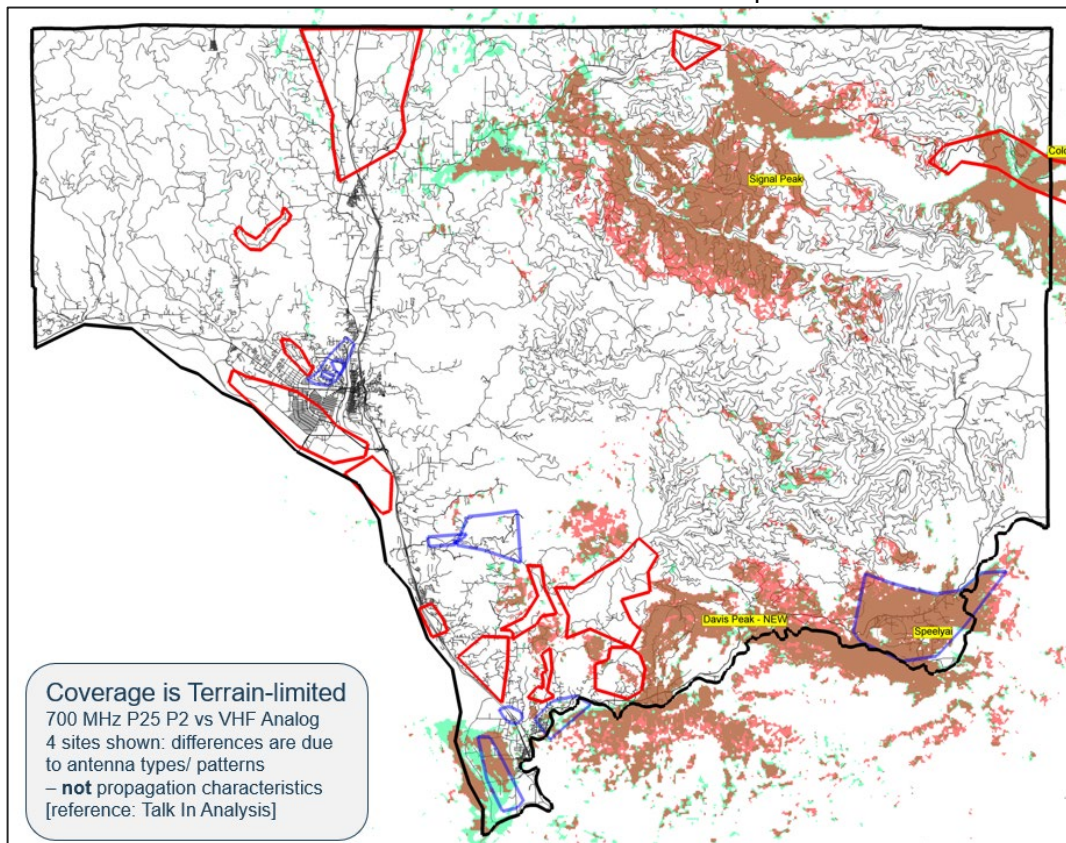 Signal Peak
Colo
Davis Peak - NEW
Speelyai
Coverage is Terrain-limited
700 MHz P25 P2 vs VHF Analog
4 sites shown: differences are due
to antenna types/ patterns
– not propagation characteristics
[reference: Talk In Analysis]